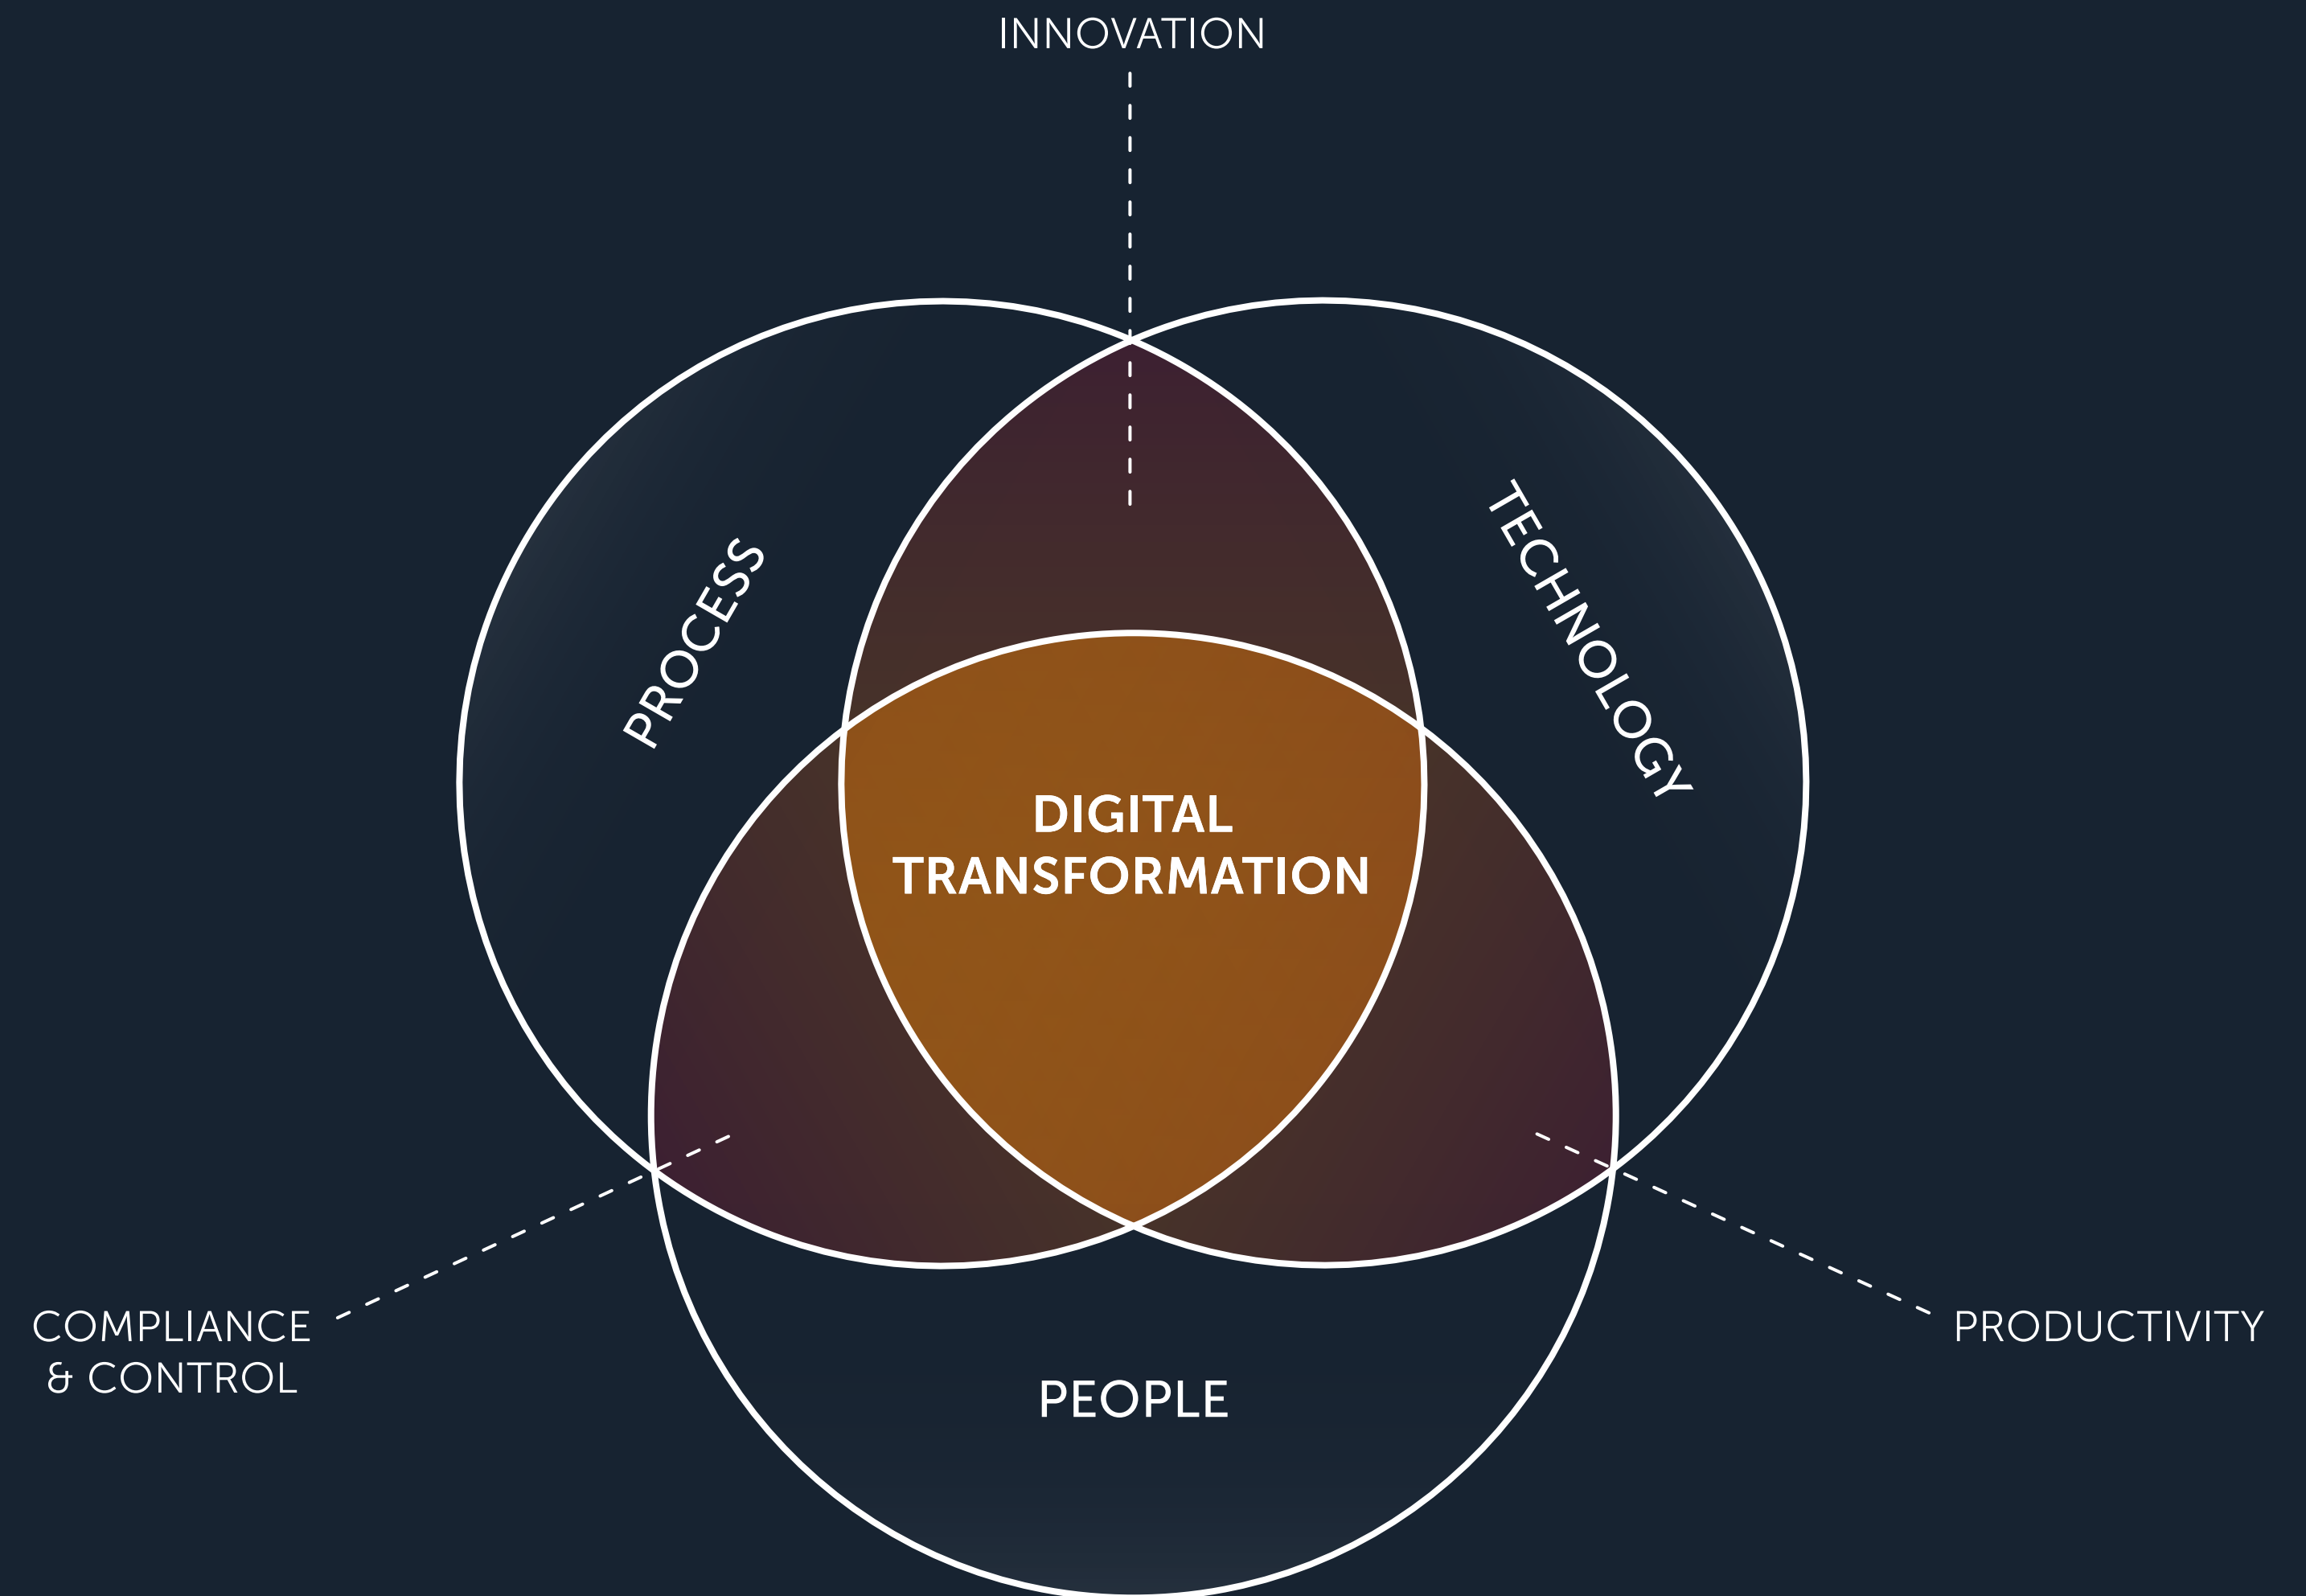 INNOVATION
PROCESS
TECHNOLOGY
DIGITAL
TRANSFORMATION
COMPLIANCE
& CONTROL
PRODUCTIVITY
PEOPLE